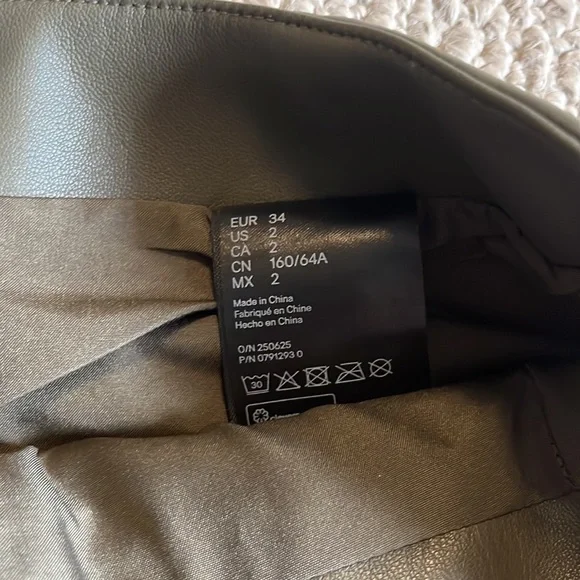 EUR 34
US 2
CA 2
CN 160/64A
MX 2
Made in China
Fabriqué en Chine
Hecho en China
O/N 250625
P/N 0791293 0
30